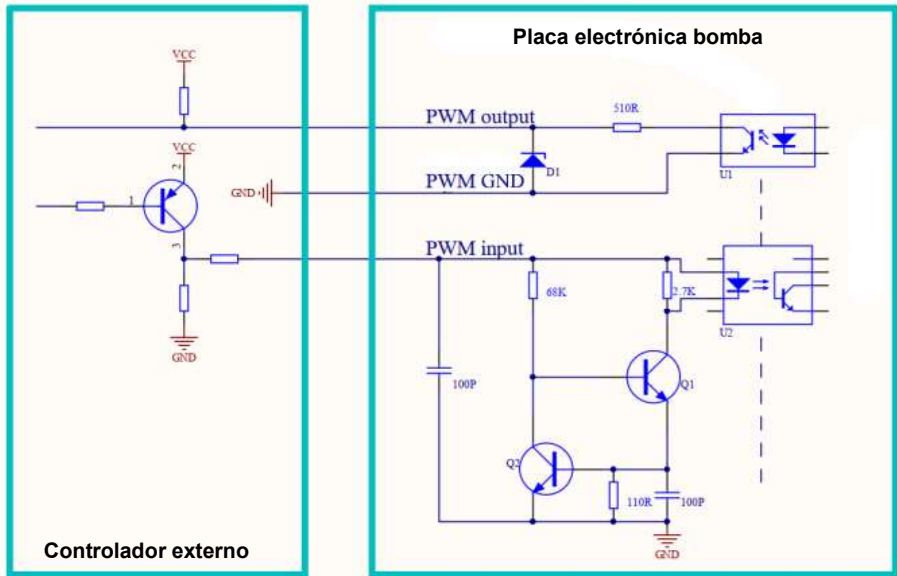 Placa electrónica bomba
VCC
510R
PWM output
VCC
2
D1
U1
PWM GND
GND
1
3
PWM input
68K
2.7K
U2
GND
100P
Q1
Q2
110R
100P
GND
Controlador externo